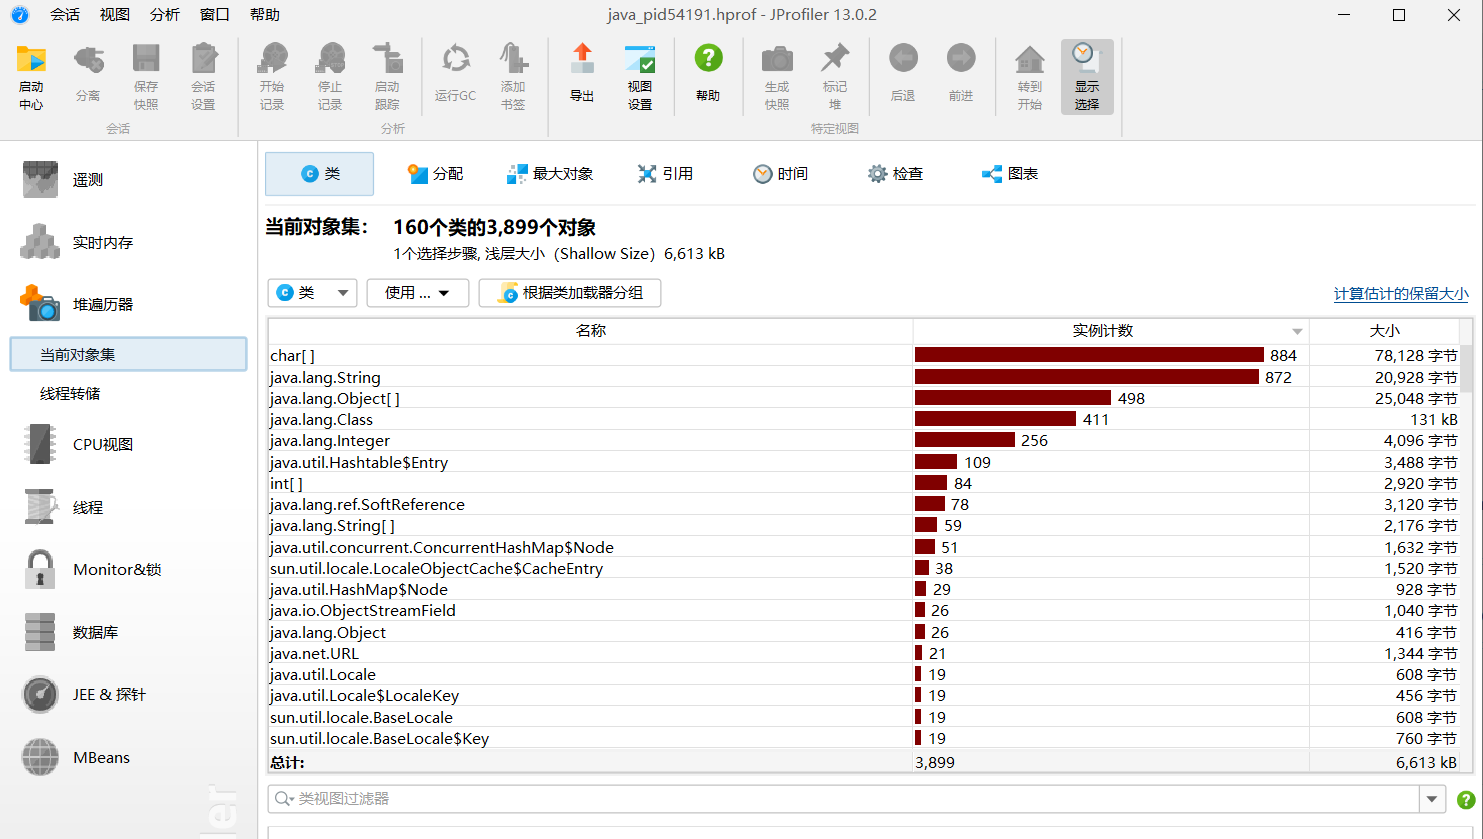 会话 视图 分析 窗口 帮助
java_pid54191.hprof - JProfiler 13.0.2
启动中心 分离 保存快照 会话设置 开始记录 停止记录 启动跟踪 运行GC 添加书签 导出 视图设置 帮助 生成快照 标记堆 后退 前进 转到开始 显示选择
会话 分析 特定视图
遥测
实时内存
堆遍历器
当前对象集
线程转储
CPU视图
线程
Monitor&锁
数据库
JEE & 探针
MBeans
类 分配 最大对象 引用 时间 检查 图表
当前对象集： 160个类的3,899个对象
1个选择步骤, 浅层大小（Shallow Size）6,613 kB
类 使用 ... 根据类加载器分组 计算估计的保留大小
名称 实例计数 大小
char[ ] 884 78,128 字节
java.lang.String 872 20,928 字节
java.lang.Object[ ] 498 25,048 字节
java.lang.Class 411 131 kB
java.lang.Integer 256 4,096 字节
java.util.Hashtable$Entry 109 3,488 字节
int[ ] 84 2,920 字节
java.lang.ref.SoftReference 78 3,120 字节
java.lang.String[ ] 59 2,176 字节
java.util.concurrent.ConcurrentHashMap$Node 51 1,632 字节
sun.util.locale.LocaleObjectCache$CacheEntry 38 1,520 字节
java.util.HashMap$Node 29 928 字节
java.io.ObjectStreamField 26 1,040 字节
java.lang.Object 26 416 字节
java.net.URL 21 1,344 字节
java.util.Locale 19 608 字节
java.util.Locale$LocaleKey 19 456 字节
sun.util.locale.BaseLocale 19 608 字节
sun.util.locale.BaseLocale$Key 19 760 字节
总计: 3,899 6,613 kB
类视图过滤器